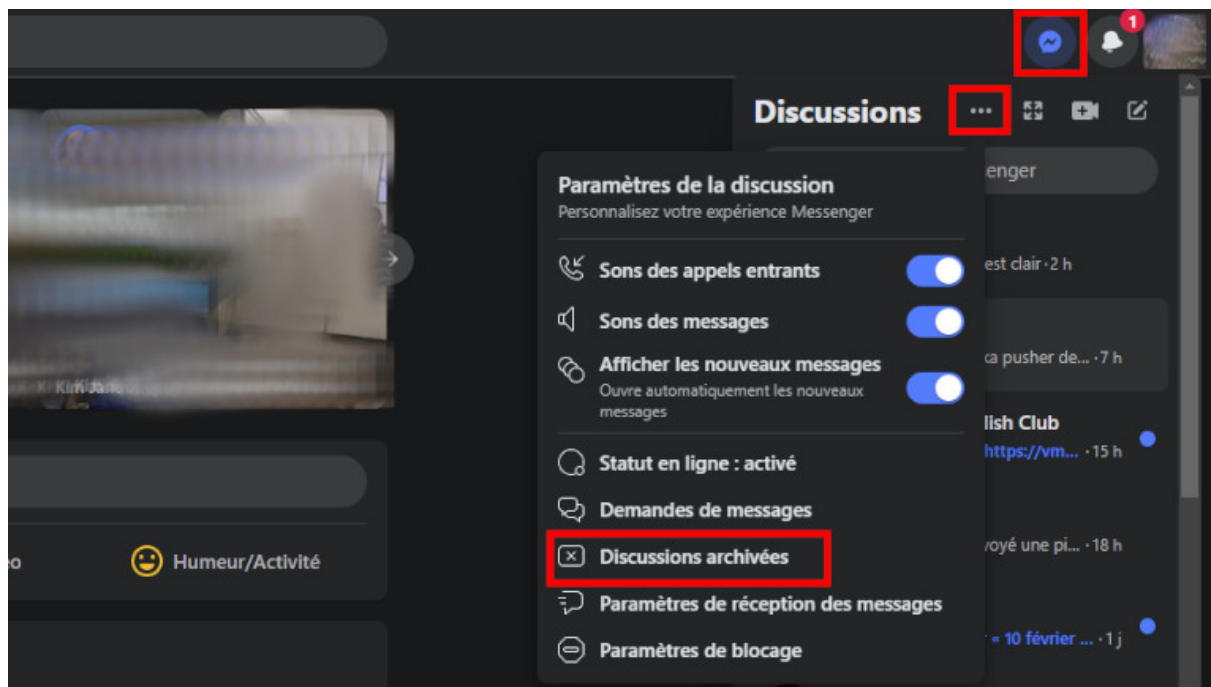 1
Discussions
enger
Paramètres de la discussion
Personnalisez votre expérience Messenger
Sons des appels entrants
est clair · 2 h
Sons des messages
Afficher les nouveaux messages
Ouvre automatiquement les nouveaux
messages
pusher de... · 7 h
lish Club
https://vm... · 15 h
Statut en ligne : activé
Demandes de messages
Discussions archivées
voyé une pi... · 18 h
Humeur/Activité
Paramètres de réception des messages
« 10 février ... · 1 j
Paramètres de blocage